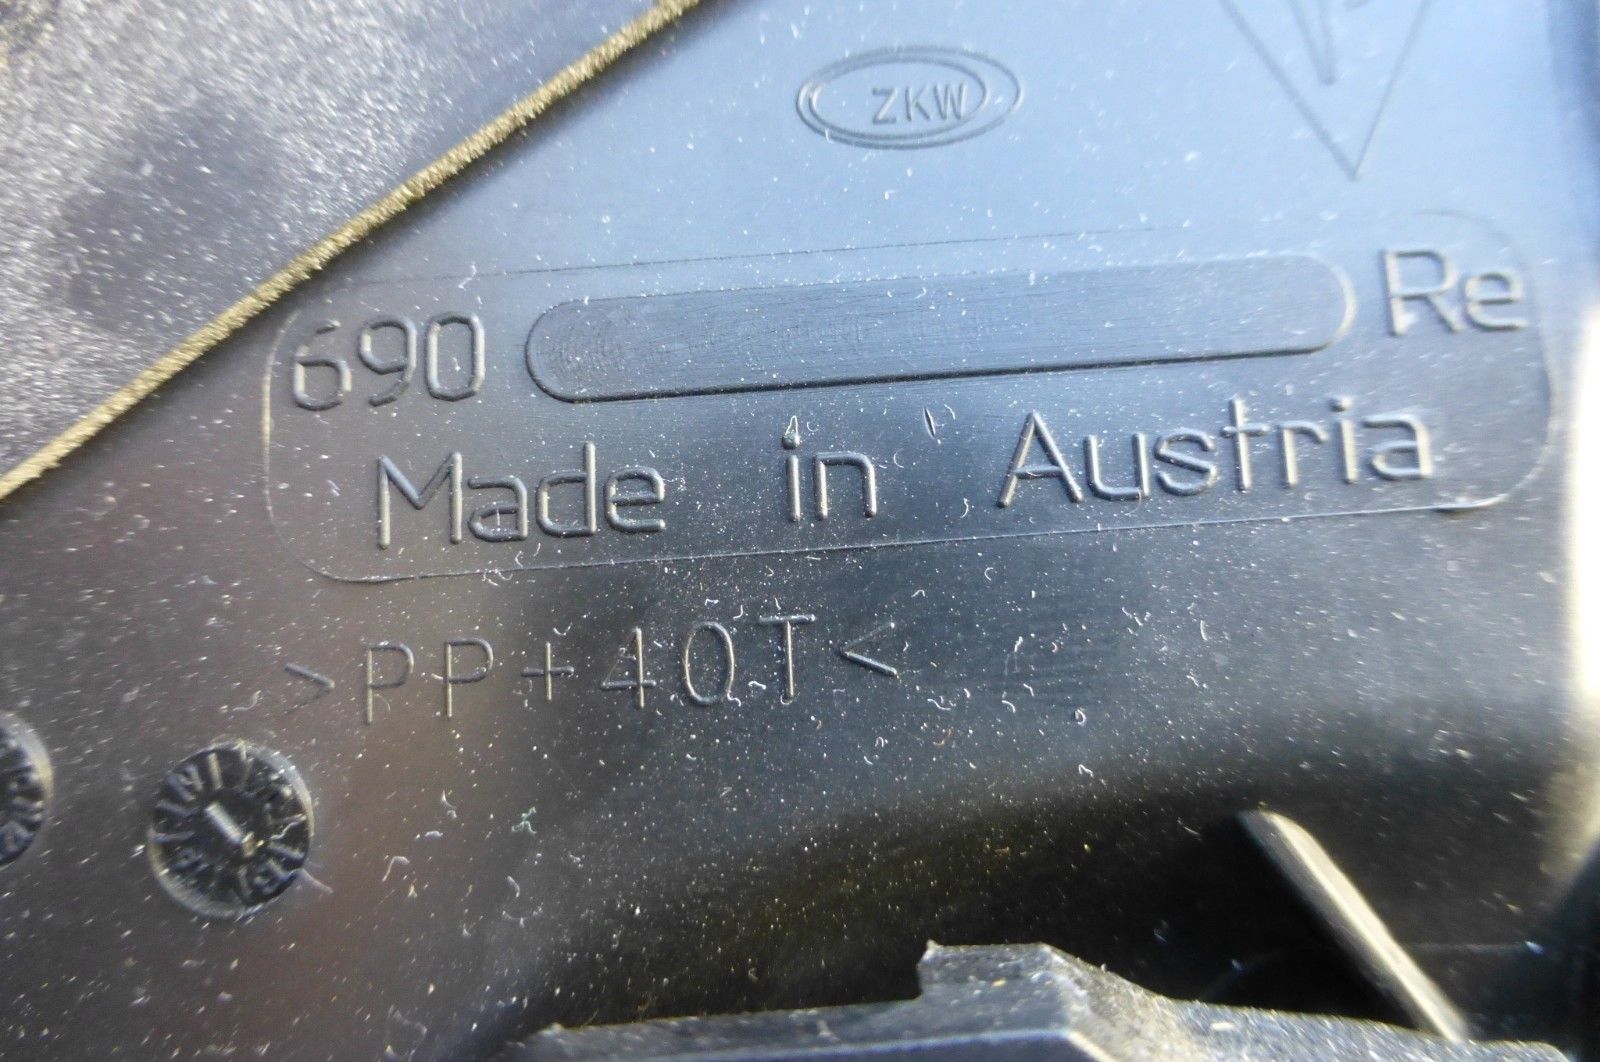 ZKW
690 Re
Made in Austria
>PP+40T<